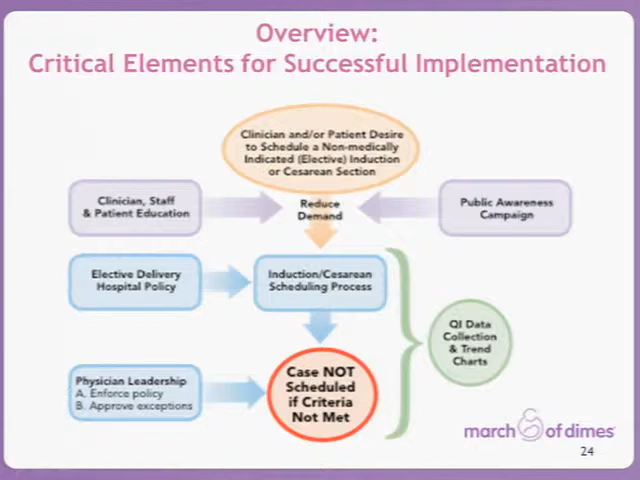 Overview:
Critical Elements for Successful Implementation
Clinician and/or Patient Desire
to Schedule a Non-medically
Indicated (Elective) Induction
or Cesarean Section
Clinician, Staff
& Patient Education
Reduce
Demand
Public Awareness
Campaign
Elective Delivery
Hospital Policy
Induction/Cesarean
Scheduling Process
QI Data
Collection
& Trend
Charts
Physician Leadership
A. Enforce policy
B. Approve exceptions
Case NOT
Scheduled
if Criteria
Not Met
march of dimes
24